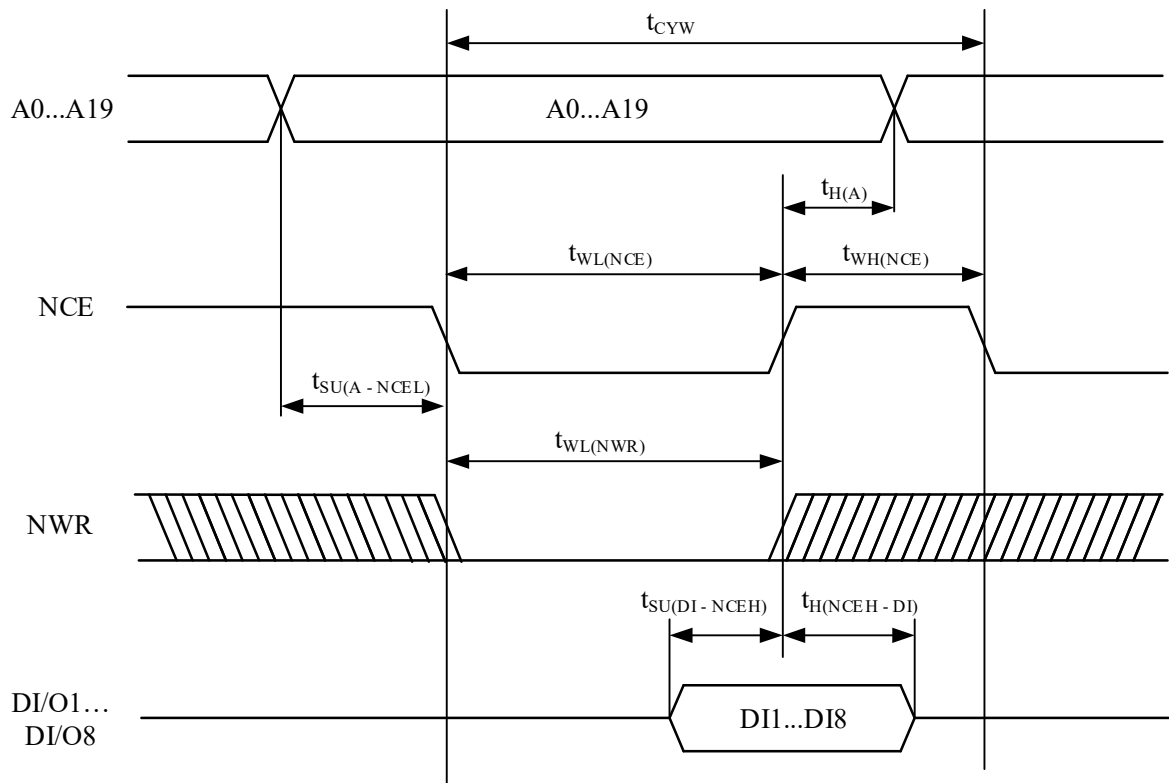 tCYW
A0...A19
A0...A19
tH(A)
tWL(NCE)
tWH(NCE)
NCE
tSU(A - NCEL)
tWL(NWR)
NWR
tSU(DI - NCEH)
tH(NCEH - DI)
DI/O1…
DI/O8
DI1...DI8